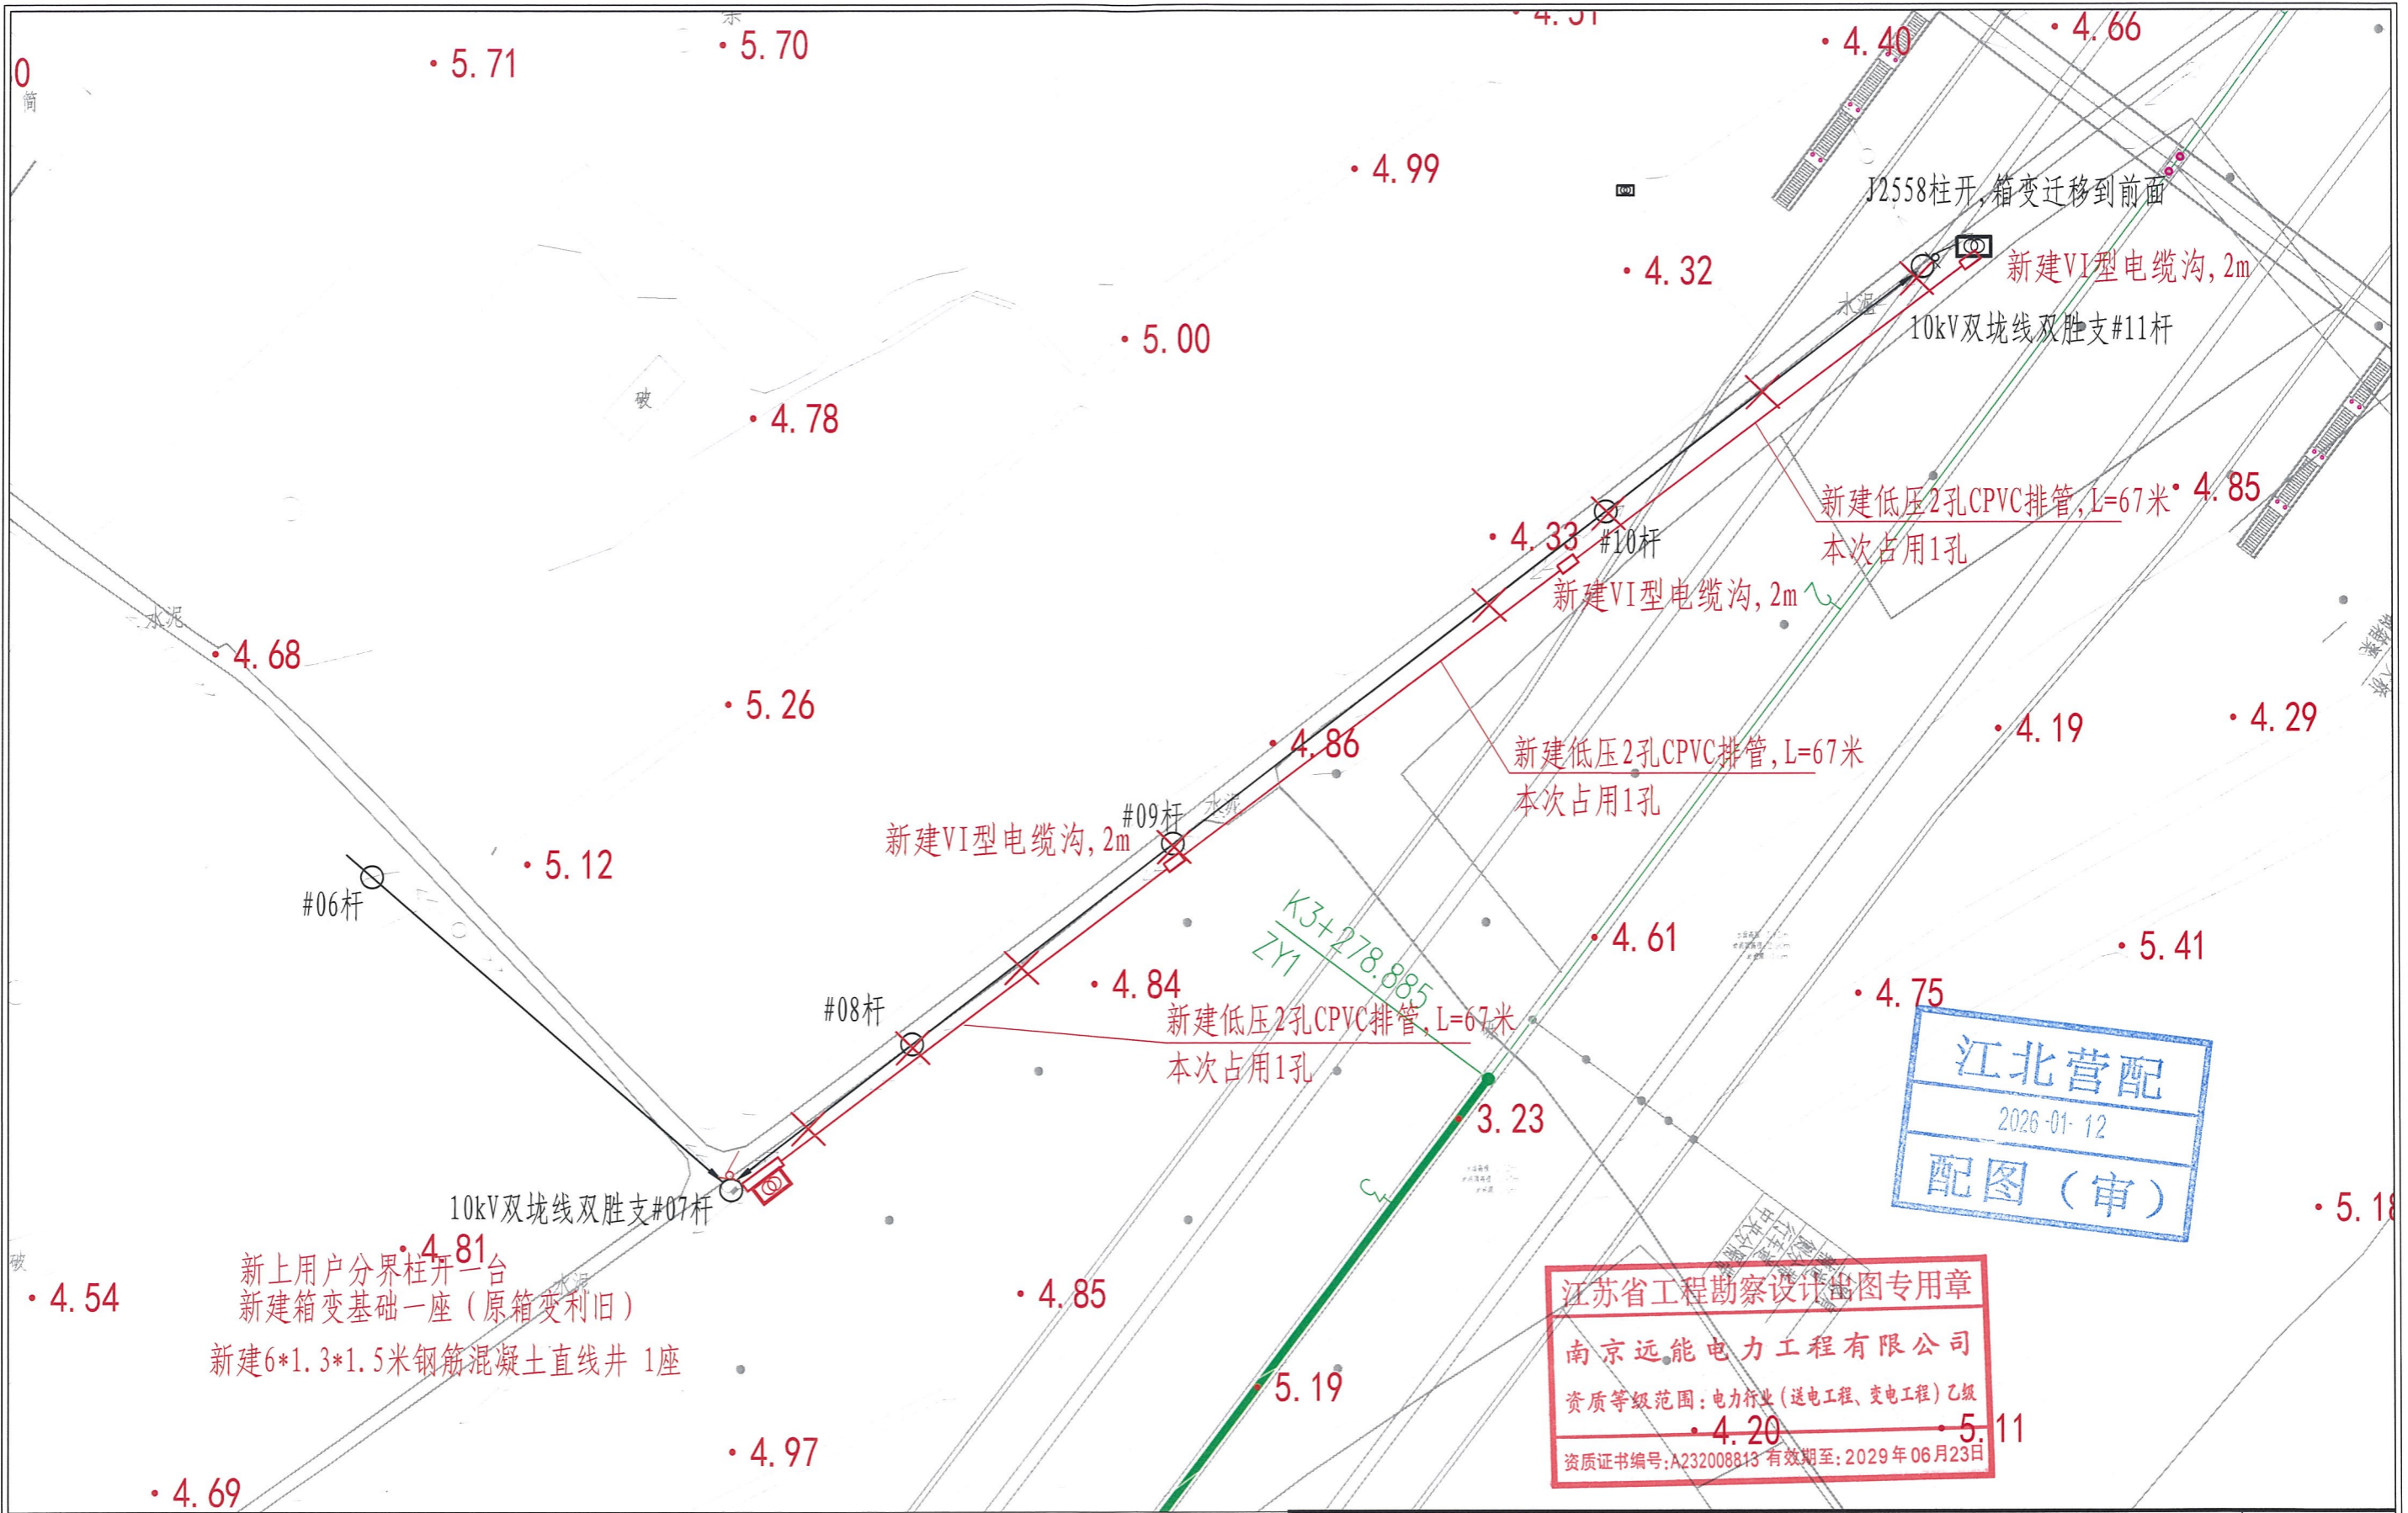 5.71
5.70
4.40
4.66
0
简
4.99
J2558柱开,箱变迁移到前面
4.32
新建VI型电缆沟,2m
水泥
10kV双垅线双胜支#11杆
5.00
破
4.78
新建低压2孔CPVC排管,L=67米
本次占用1孔
4.85
4.33
#10杆
新建VI型电缆沟,2m
水泥
4.68
5.26
4.86
4.19
4.29
新建低压2孔CPVC排管,L=67米
本次占用1孔
#09杆
水泥
新建VI型电缆沟,2m
5.12
#06杆
K3+278.885
ZY1
4.61
5.41
4.84
4.75
#08杆
新建低压2孔CPVC排管,L=67米
本次占用1孔
江北营配
2026-01-12
配图（审）
3.23
10kV双垅线双胜支#07杆
5.18
4.81
破
新上用户分界柱开一台
水泥
新建箱变基础一座（原箱变利旧）
4.54
4.85
新建6*1.3*1.5米钢筋混凝土直线井 1座
5.19
江苏省工程勘察设计出图专用章
南京远能电力工程有限公司
资质等级范围:电力行业(送电工程、变电工程)乙级
4.20
5.11
资质证书编号:A232008813 有效期至:2029年06月23日
4.97
4.69